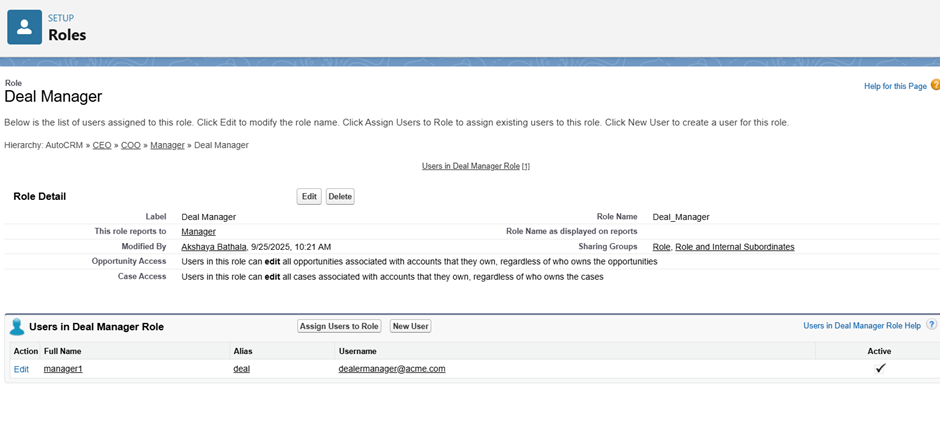 SETUP
Roles
Role
Deal Manager
Help for this Page
Below is the list of users assigned to this role. Click Edit to modify the role name. Click Assign Users to Role to assign existing users to this role. Click New User to create a user for this role.
Hierarchy: AutoCRM » CEO » COO » Manager » Deal Manager
Users in Deal Manager Role [1]
Role Detail Edit Delete
Label Deal Manager Role Name Deal_Manager
This role reports to Manager Role Name as displayed on reports
Modified By Akshaya Bathala, 9/25/2025, 10:21 AM Sharing Groups Role, Role and Internal Subordinates
Opportunity Access Users in this role can edit all opportunities associated with accounts that they own, regardless of who owns the opportunities
Case Access Users in this role can edit all cases associated with accounts that they own, regardless of who owns the cases
Users in Deal Manager Role Assign Users to Role New User Users in Deal Manager Role Help ?
Action Full Name Alias Username Active
Edit manager1 deal dealermanager@acme.com ✓